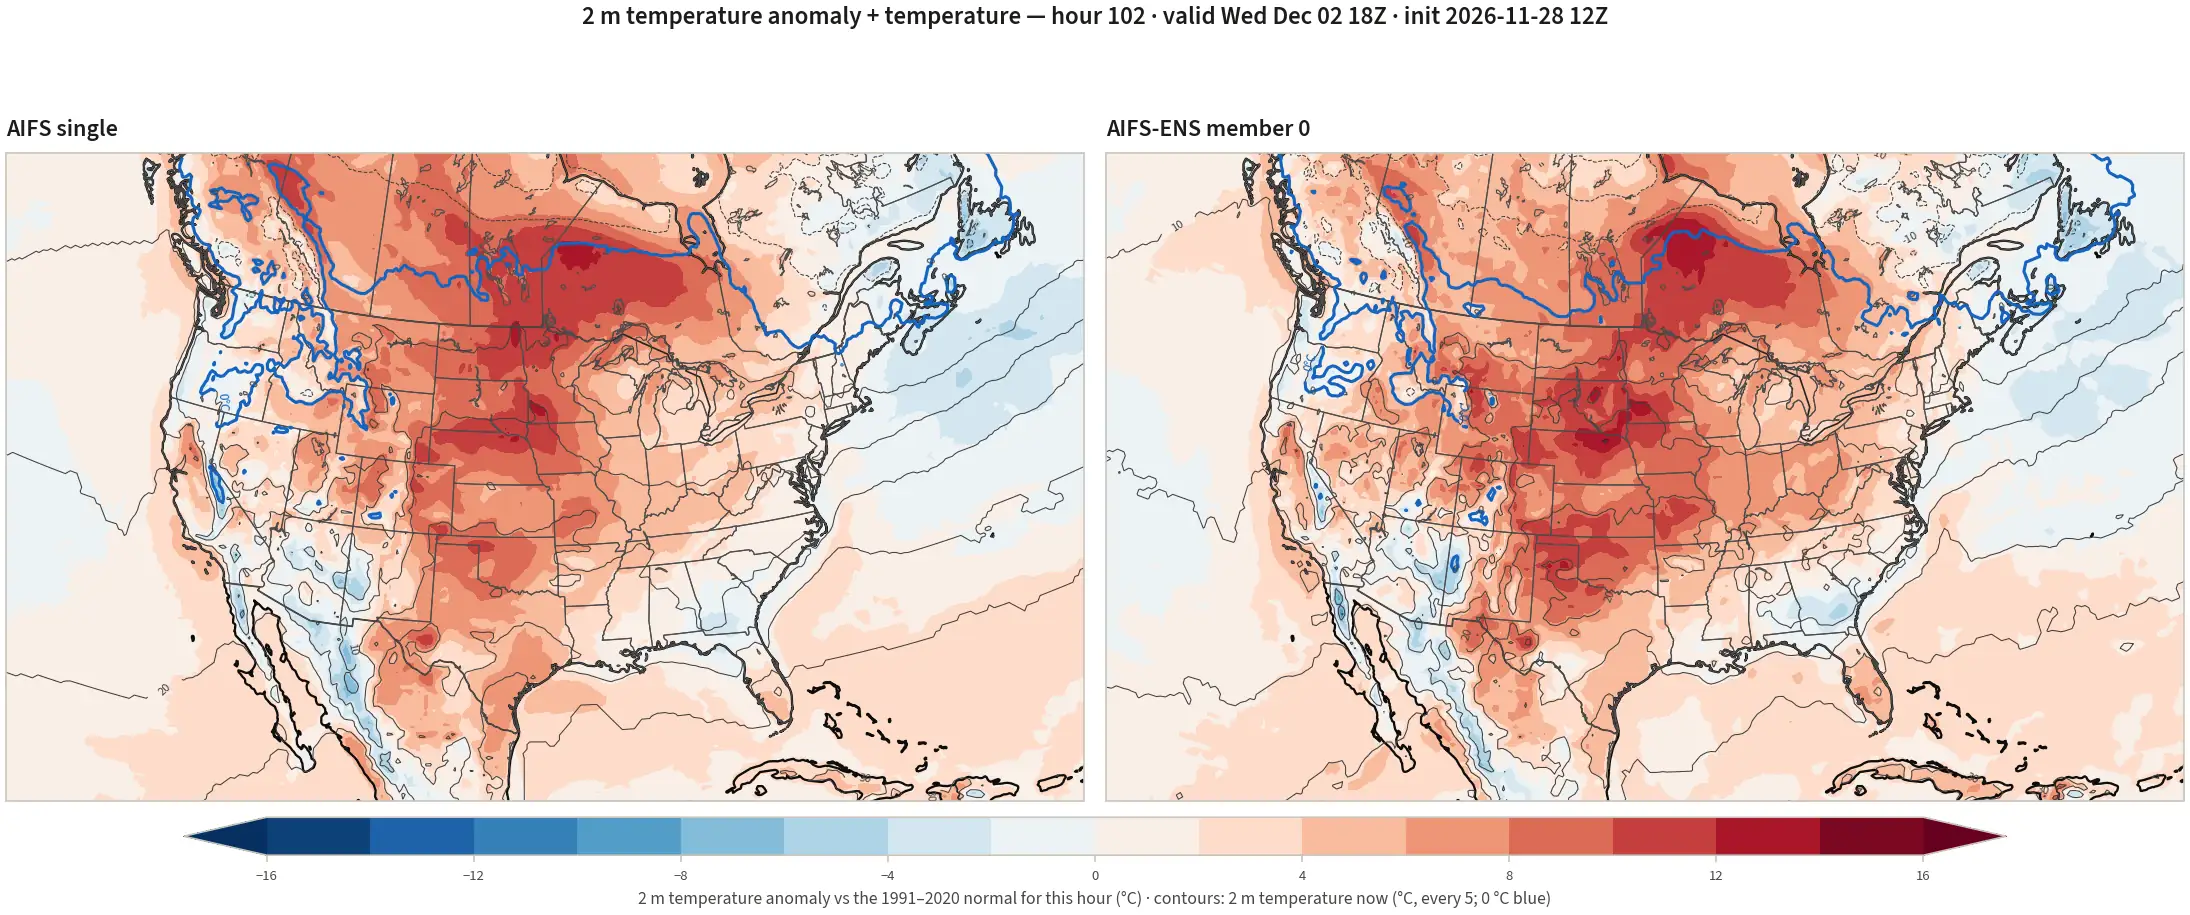 2 m temperature anomaly + temperature — hour 102 · valid Wed Dec 02 18Z · init 2026-11-28 12Z
AIFS single
AIFS-ENS member 0
20
10
−16 −12 −8 −4 0 4 8 12 16
2 m temperature anomaly vs the 1991–2020 normal for this hour (°C) · contours: 2 m temperature now (°C, every 5; 0 °C blue)